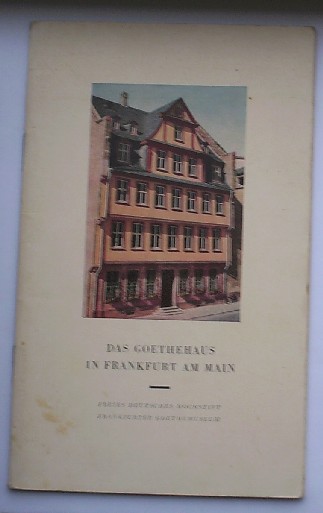 DAS GOETHEHAUS
IN FRANKFURT AM MAIN
FREIES DEUTSCHES HOCHSTIFT
FRANKFURTER GOETHEMUSEUM